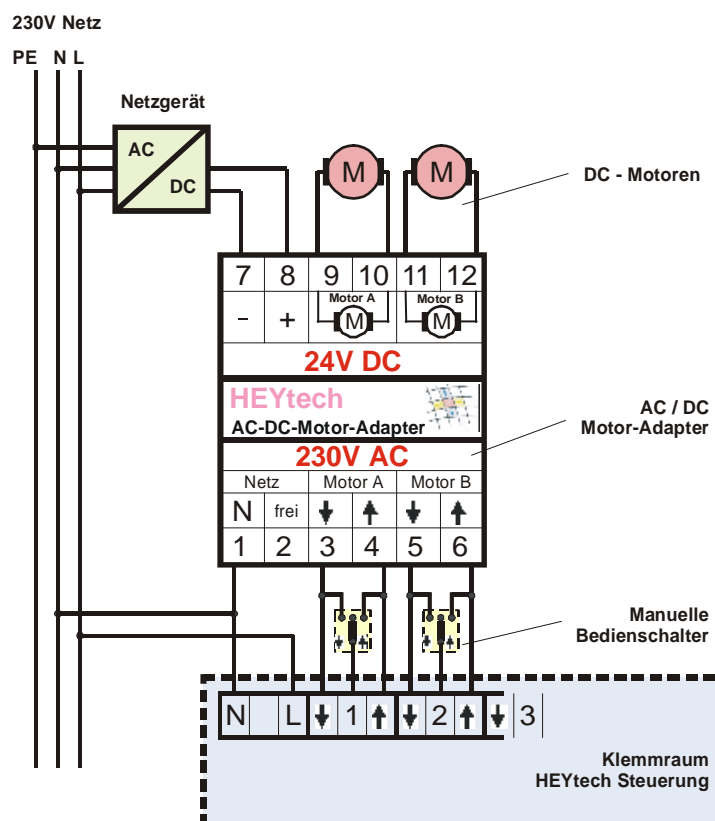 230V Netz
PE N L
Netzgerät
AC
DC
M M
DC - Motoren
7 8 9 10 11 12
Motor A Motor B
- + M M
24V DC
HEYtech
AC-DC-Motor-Adapter
AC / DC
Motor-Adapter
230V AC
Netz Motor A Motor B
N frei
1 2 3 4 5 6
Manuelle
Bedienschalter
N L 1 2 3
Klemmraum
HEYtech Steuerung